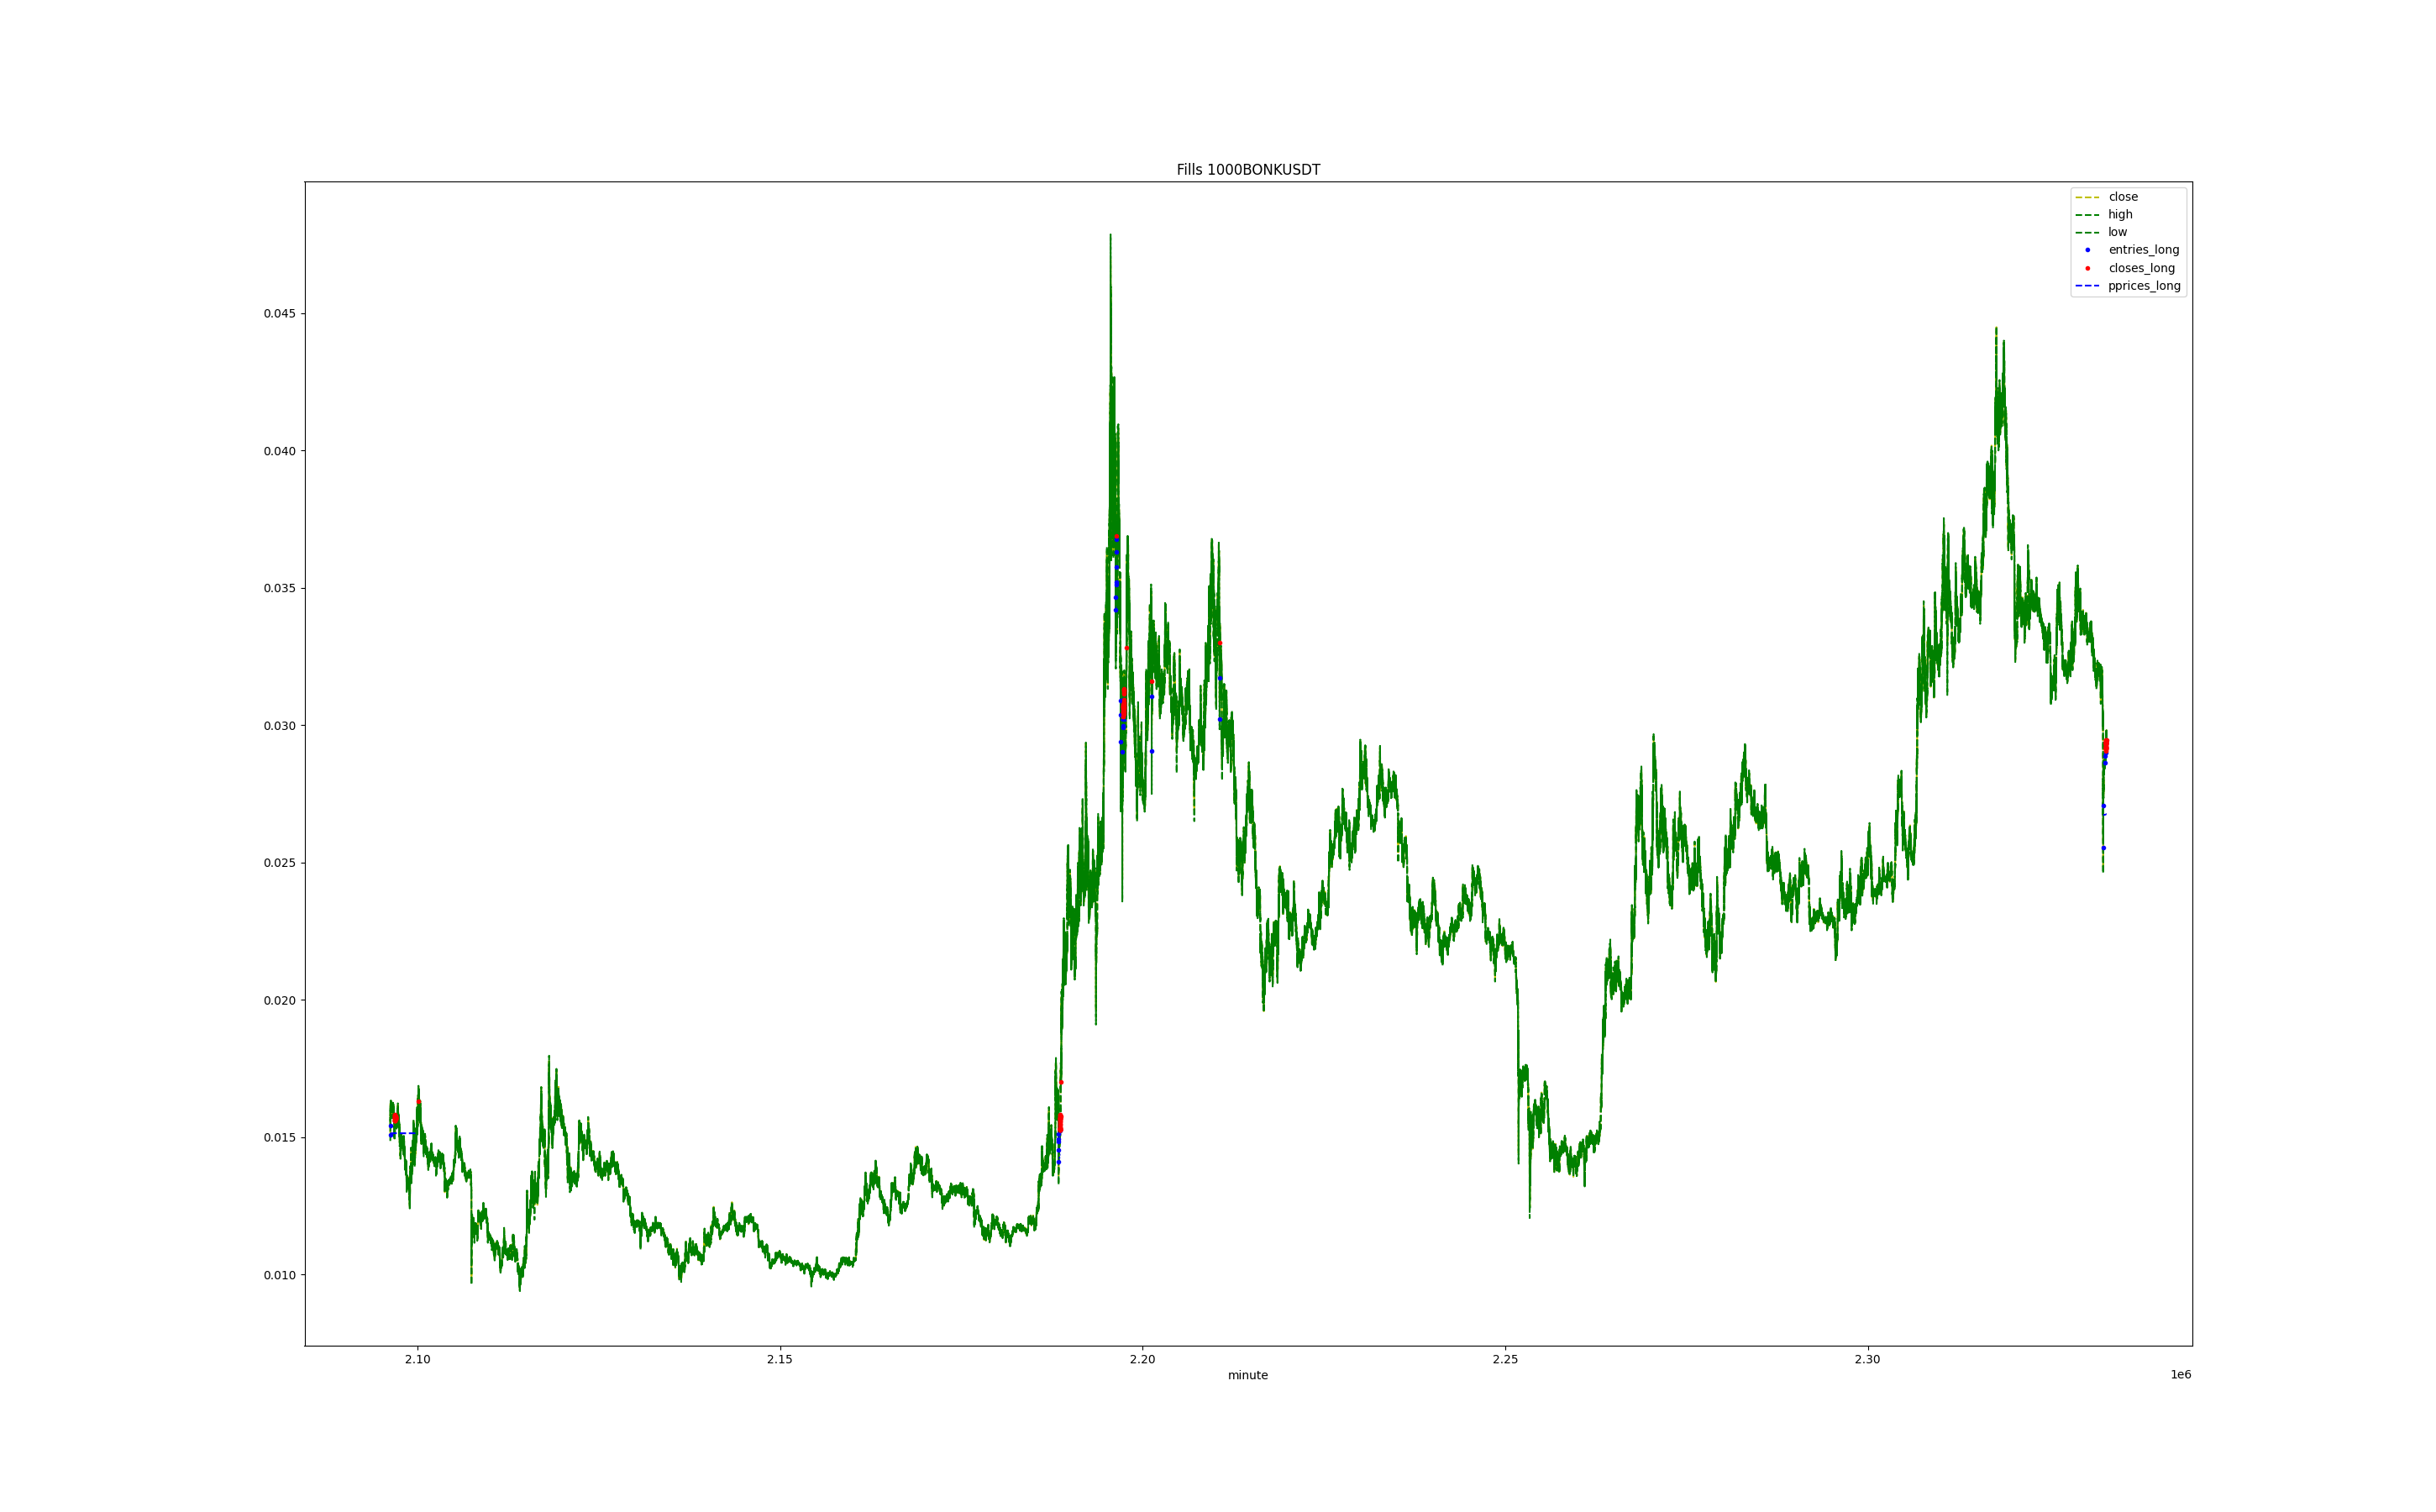 Fills 1000BONKUSDT
close
high
low
entries_long
closes_long
pprices_long
0.045
0.040
0.035
0.030
0.025
0.020
0.015
0.010
2.10 2.15 2.20 2.25 2.30
minute 1e6